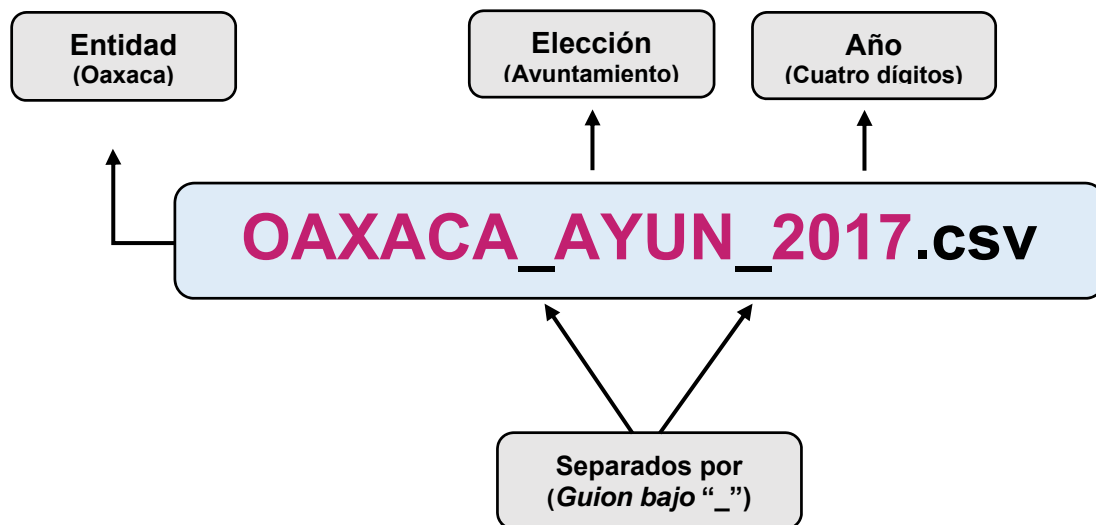 Entidad
(Oaxaca)
Elección
(Ayuntamiento)
Año
(Cuatro dígitos)
OAXACA_AYUN_2017.csv
Separados por
(Guion bajo “_”)